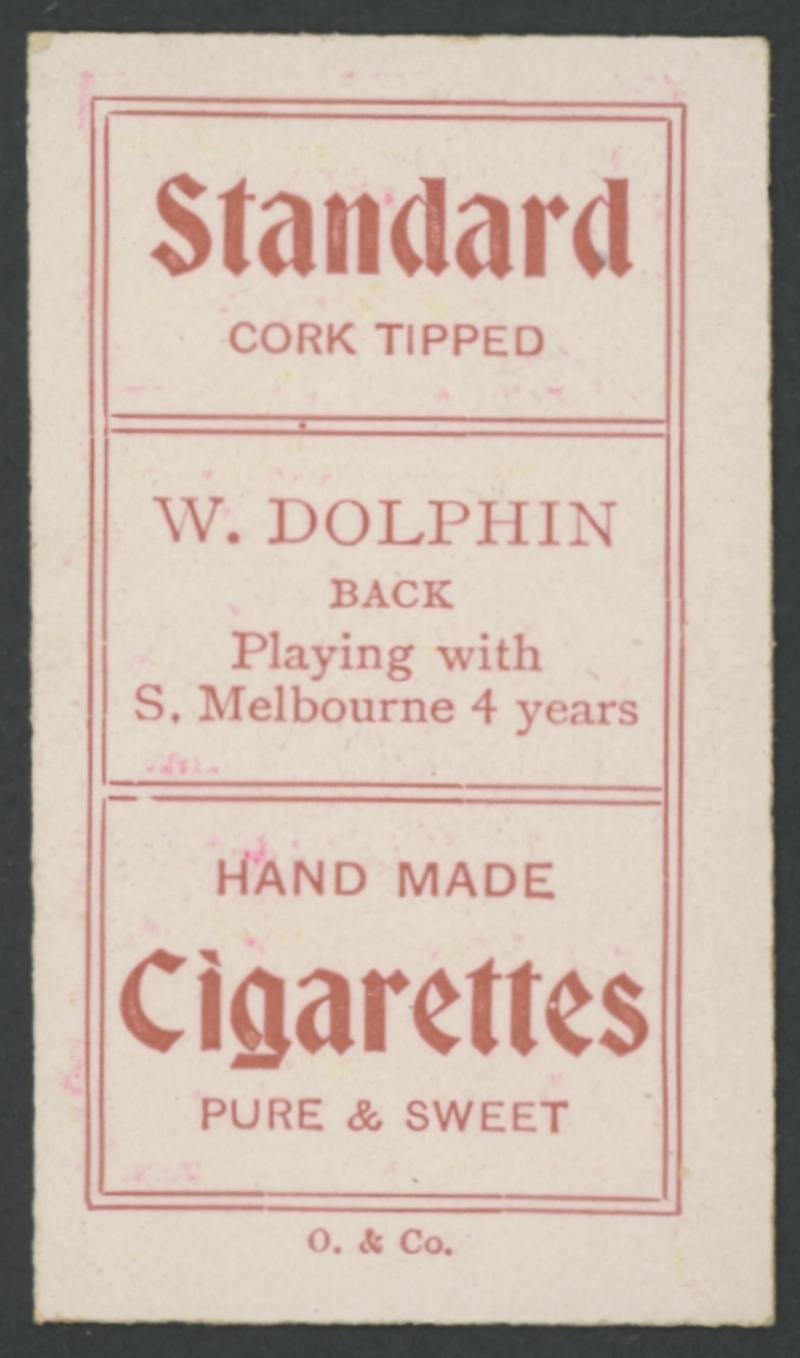 Standard
CORK TIPPED
W. DOLPHIN
BACK
Playing with
S. Melbourne 4 years
HAND MADE
Cigarettes
PURE & SWEET
O. & Co.